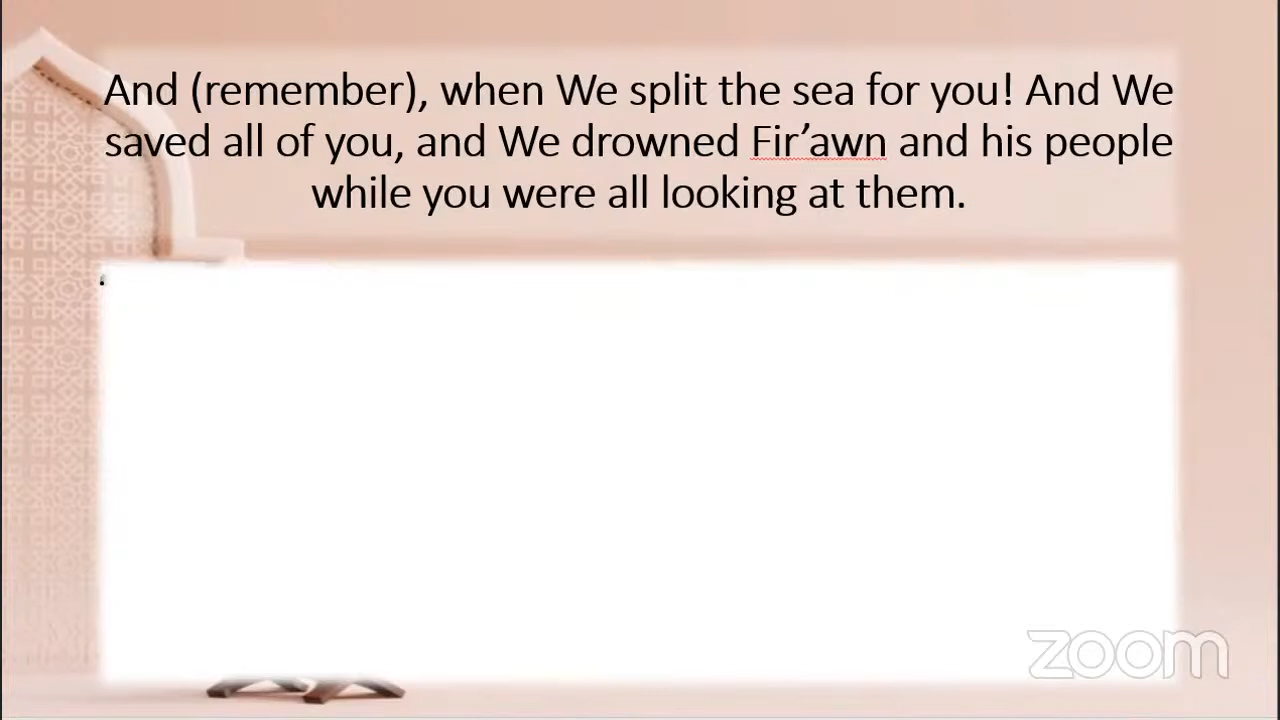 And (remember), when We split the sea for you! And We
saved all of you, and We drowned Fir’awn and his people
while you were all looking at them.
zoom